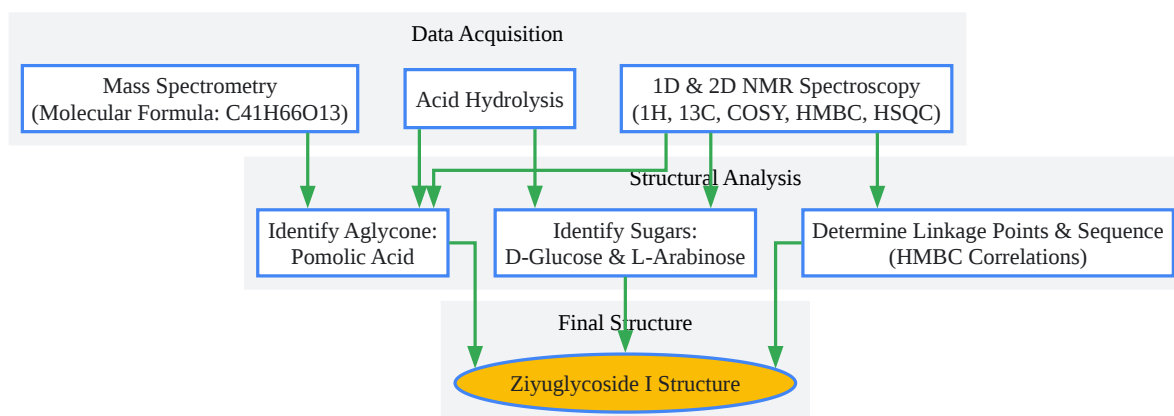 Data Acquisition
Mass Spectrometry
(Molecular Formula: C41H66O13)
Acid Hydrolysis
1D & 2D NMR Spectroscopy
(1H, 13C, COSY, HMBC, HSQC)
Structural Analysis
Identify Aglycone:
Pomolic Acid
Identify Sugars:
D-Glucose & L-Arabinose
Determine Linkage Points & Sequence
(HMBC Correlations)
Final Structure
Ziyuglycoside I Structure